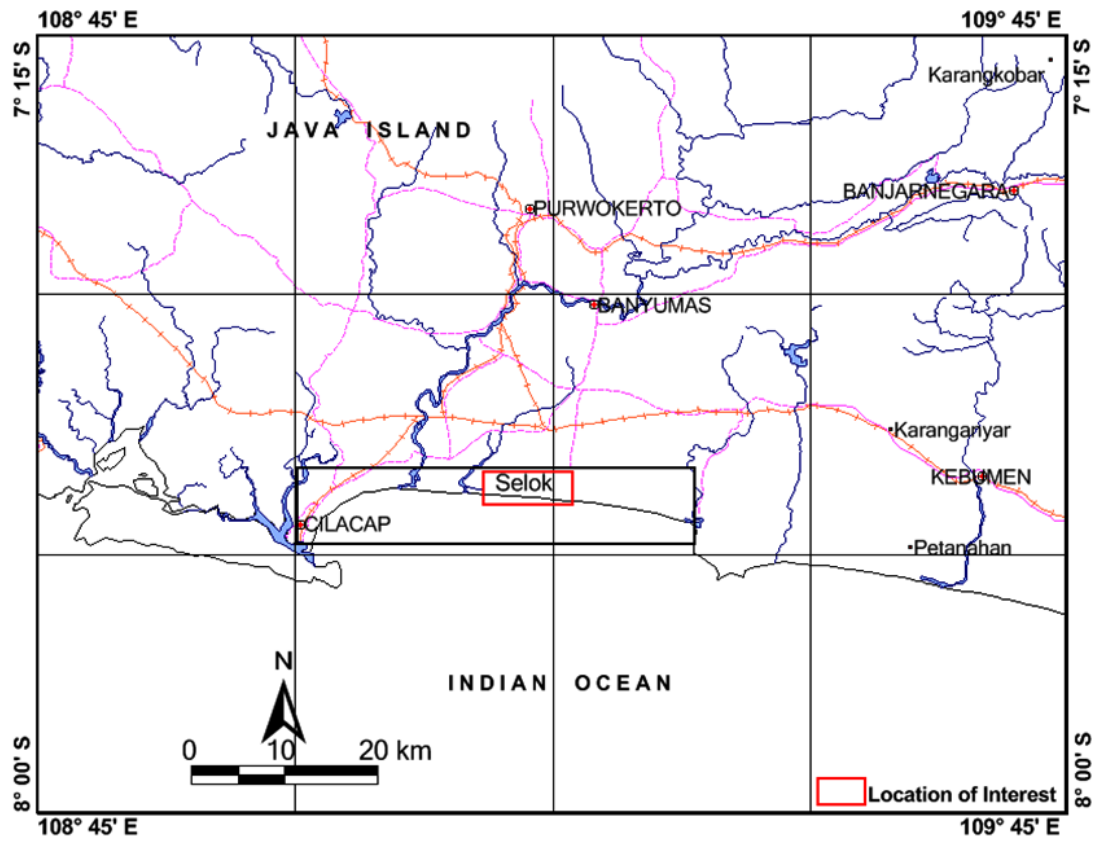 108° 45' E
109° 45' E
7° 15' S
7° 15' S
Karangkobar
JAVA ISLAND
BANJARNEGARA
PURWOKERTO
BANYUMAS
Karanganyar
KEBUMEN
Selok
CILACAP
Petanahan
INDIAN OCEAN
N
0 10 20 km
8° 00' S
8° 00' S
Location of Interest
108° 45' E
109° 45' E